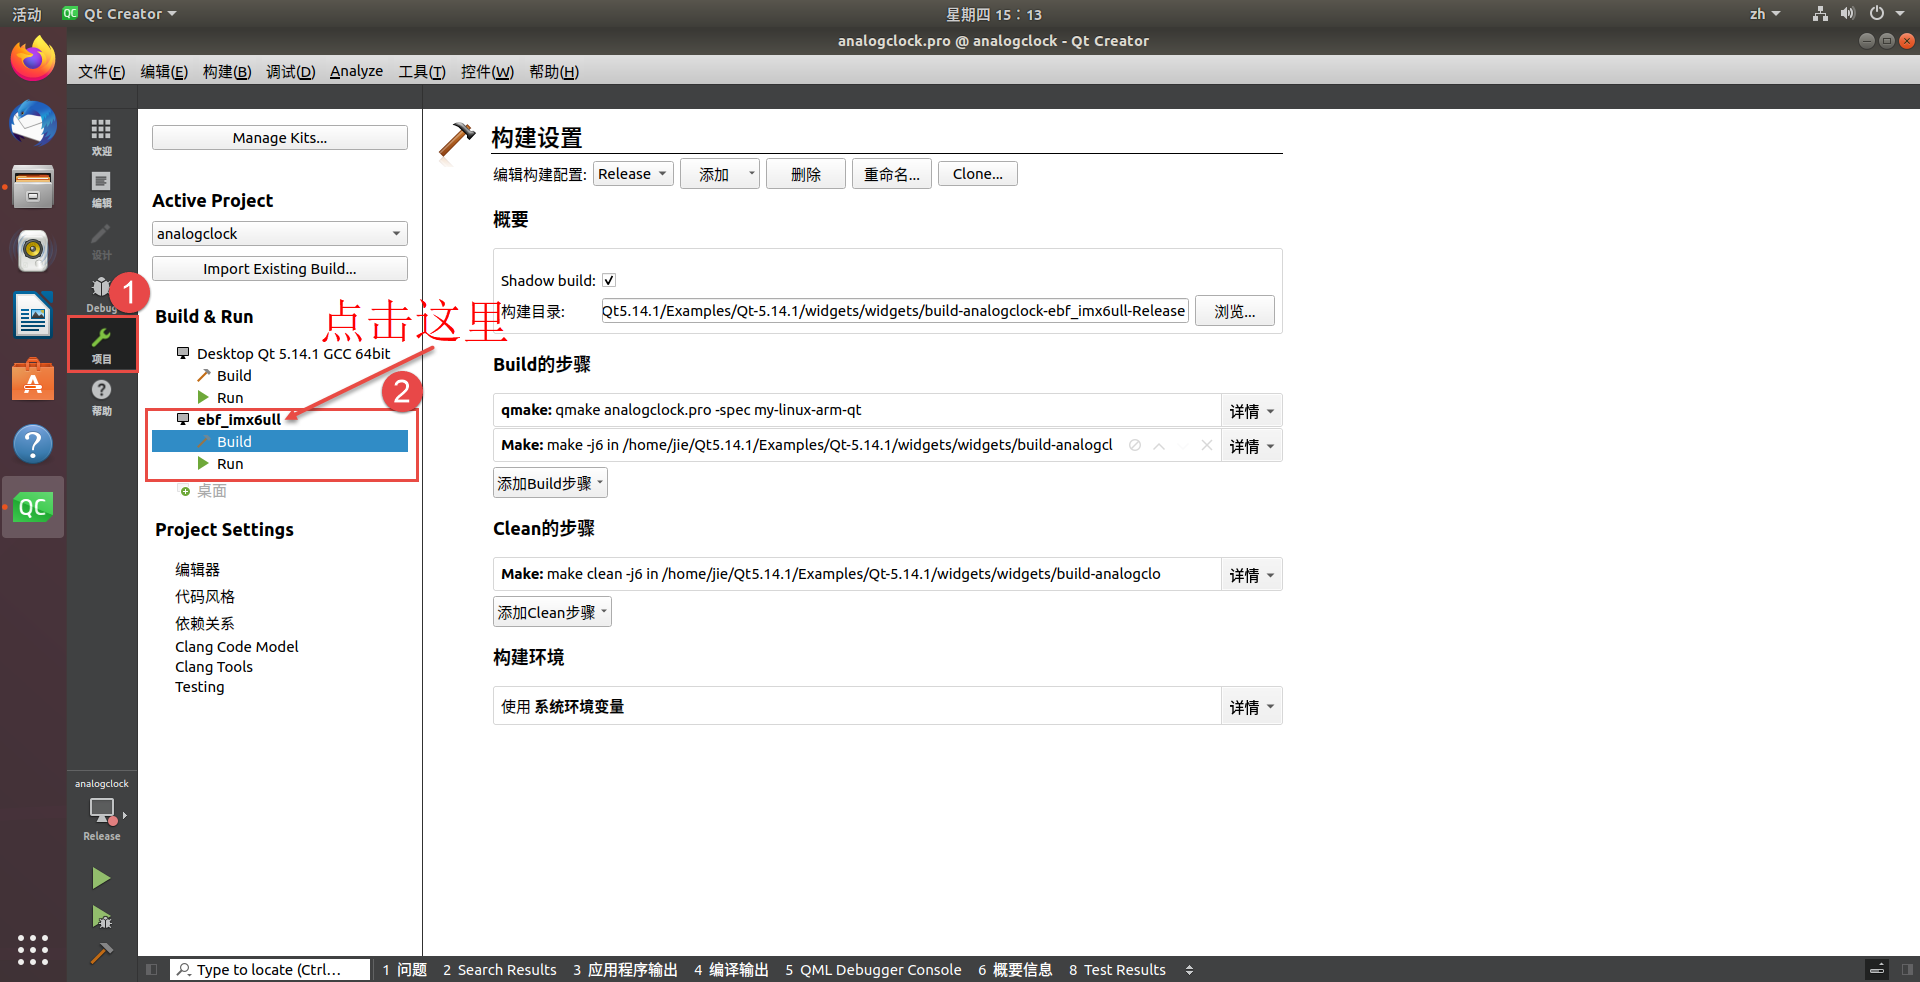 活动 Qt Creator 星期四 15：13 zh
analogclock.pro @ analogclock - Qt Creator
文件(F) 编辑(E) 构建(B) 调试(D) Analyze 工具(T) 控件(W) 帮助(H)
欢迎
编辑
设计
Debug
项目
帮助
1
Manage Kits...
Active Project
analogclock
Import Existing Build...
Build & Run
点击这里
Desktop Qt 5.14.1 GCC 64bit
Build
Run
2
ebf_imx6ull
Build
Run
桌面
Project Settings
编辑器
代码风格
依赖关系
Clang Code Model
Clang Tools
Testing
构建设置
编辑构建配置: Release 添加 删除 重命名... Clone...
概要
Shadow build:
构建目录: Qt5.14.1/Examples/Qt-5.14.1/widgets/widgets/build-analogclock-ebf_imx6ull-Release 浏览...
Build的步骤
qmake: qmake analogclock.pro -spec my-linux-arm-qt 详情
Make: make -j6 in /home/jie/Qt5.14.1/Examples/Qt-5.14.1/widgets/widgets/build-analogcl 详情
添加Build步骤
Clean的步骤
Make: make clean -j6 in /home/jie/Qt5.14.1/Examples/Qt-5.14.1/widgets/widgets/build-analogclo 详情
添加Clean步骤
构建环境
使用 系统环境变量 详情
analogclock
Release
QC
Type to locate (Ctrl... 1 问题 2 Search Results 3 应用程序输出 4 编译输出 5 QML Debugger Console 6 概要信息 8 Test Results